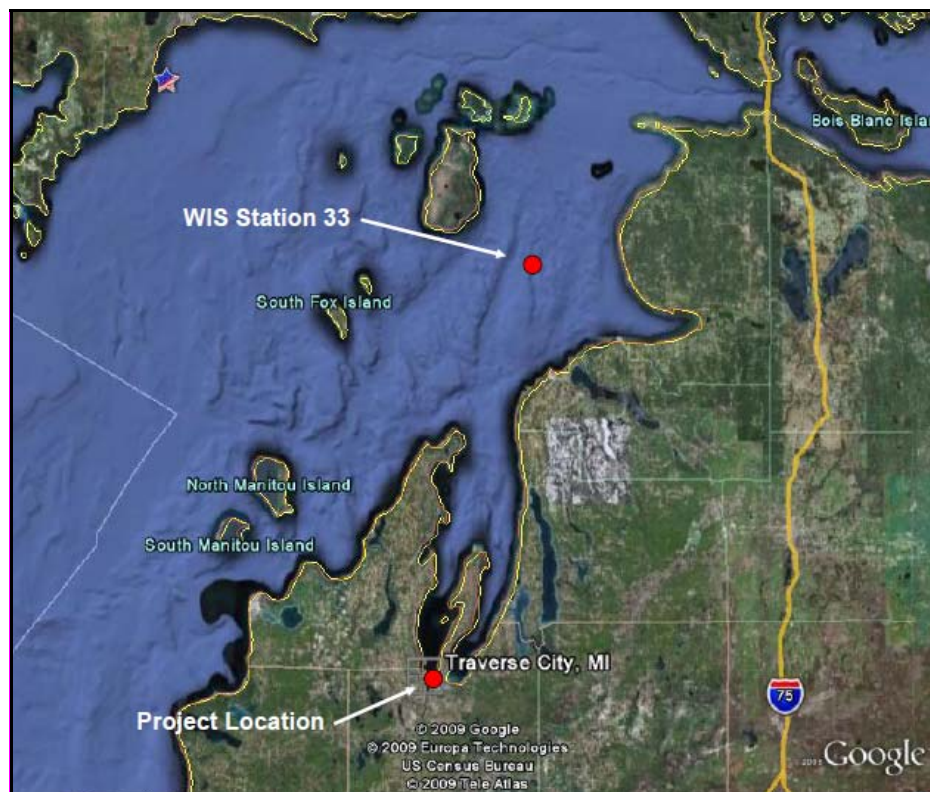 Bois Blanc Islan
WIS Station 33
South Fox Island
North Manitou Island
South Manitou Island
Traverse City, MI
Project Location
75
© 2009 Google
© 2009 Europa Technologies
US Census Bureau
© 2009 Tele Atlas
Google